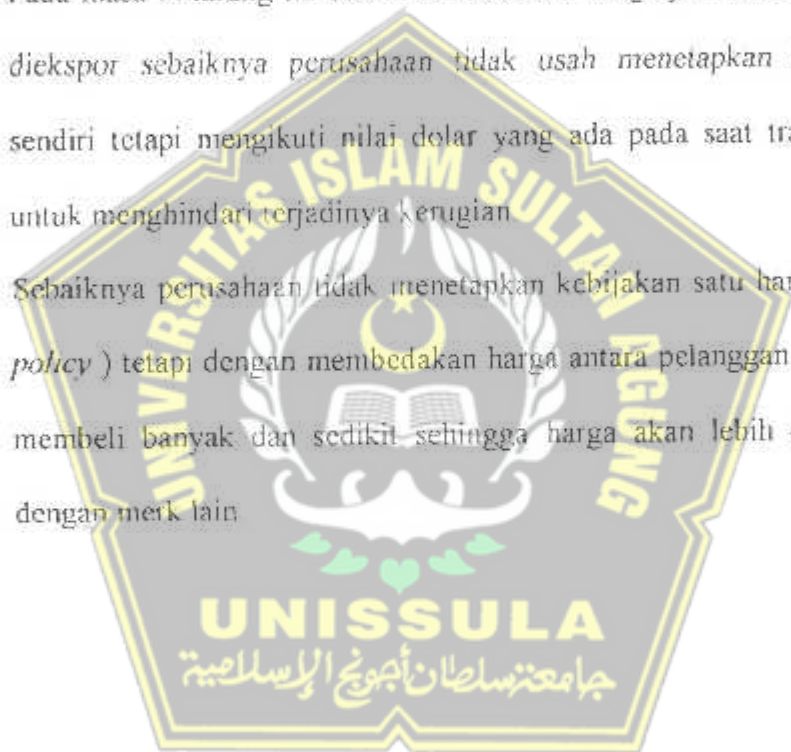 diekspor sebaiknya perusahaan tidak usah menetapkan
sendiri tetapi mengikuti nilai dolar yang ada pada saat
untuk menghindari terjadinya kerugian
Sebaiknya perusahaan tidak menetapkan kebijakan satu
policy ) tetapi dengan membedakan harga antara pelanggan
membeli banyak dan sedikit sehingga harga akan lebih
dengan merk lain
UNIVERSITAS ISLAM SULTAN AGUNG
UNISSULA
جامعة سلطان أجونج الإسلامية